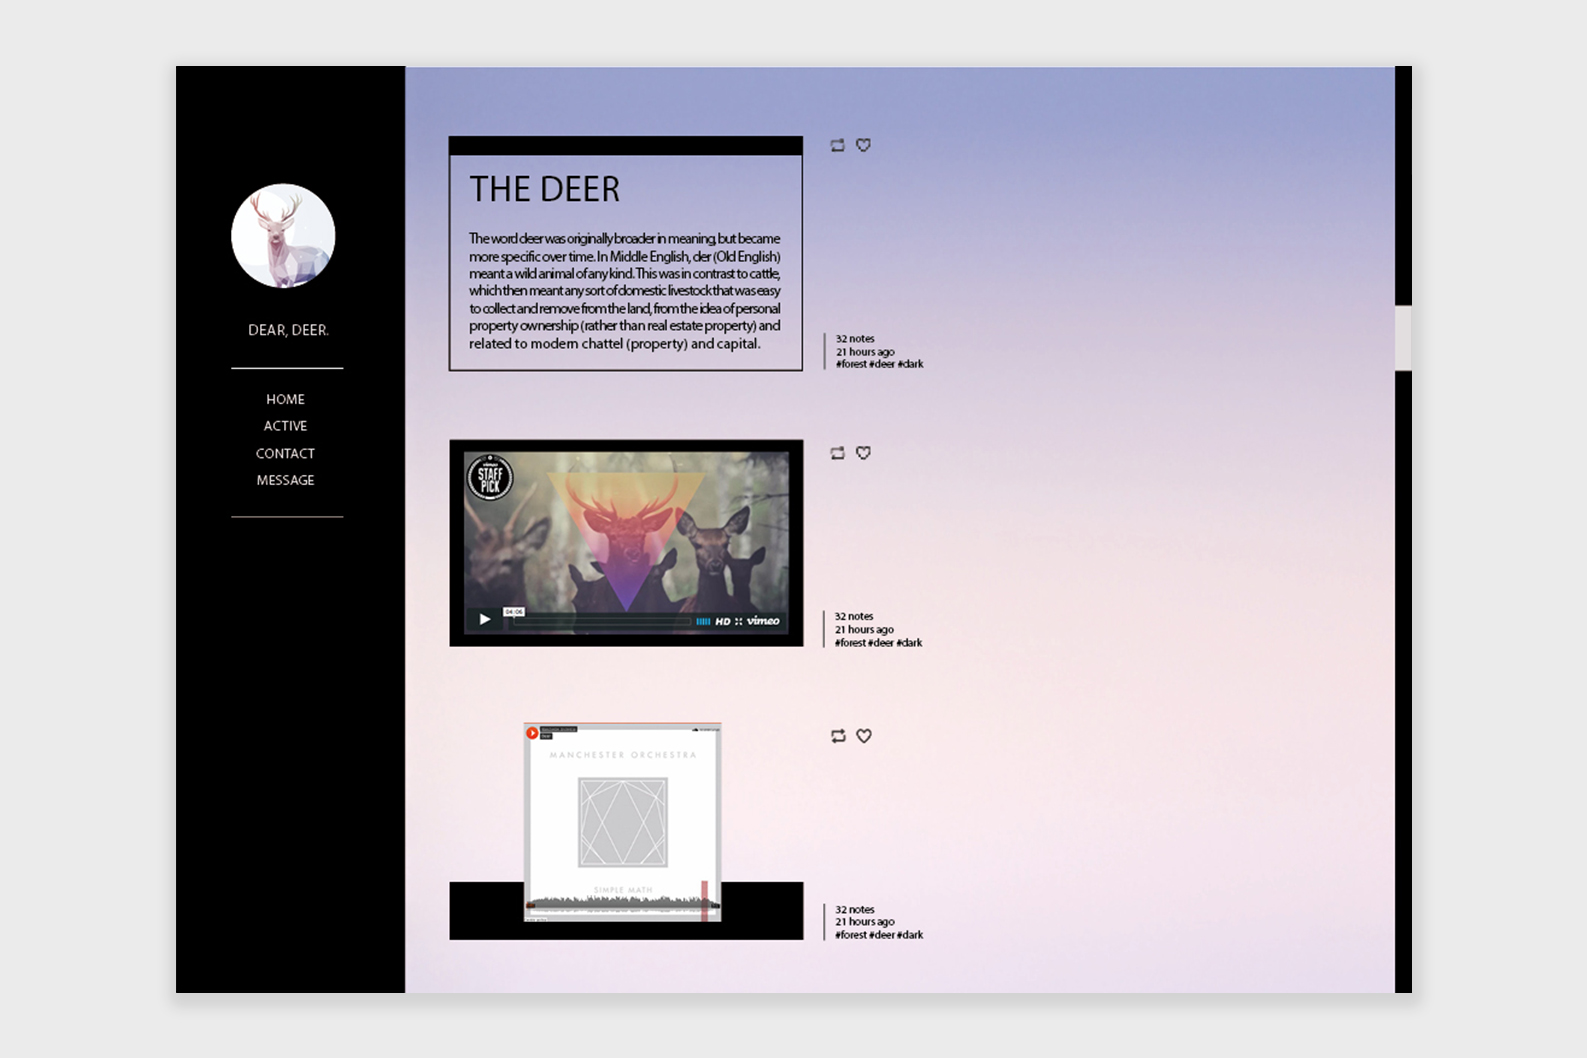 DEAR, DEER.
HOME
ACTIVE
CONTACT
MESSAGE
THE DEER
The word deer was originally broader in meaning, but became
more specific over time. In Middle English, der (Old English)
meant a wild animal of any kind. This was in contrast to cattle,
which then meant any sort of domestic livestock that was easy
to collect and remove from the land, from the idea of personal
property ownership (rather than real estate property) and
related to modern chattel (property) and capital.
32 notes
21 hours ago
#forest #deer #dark
vimeo
STAFF
PICK
04:06
HD vimeo
32 notes
21 hours ago
#forest #deer #dark
MANCHESTER ORCHESTRA
SIMPLE MATH
32 notes
21 hours ago
#forest #deer #dark